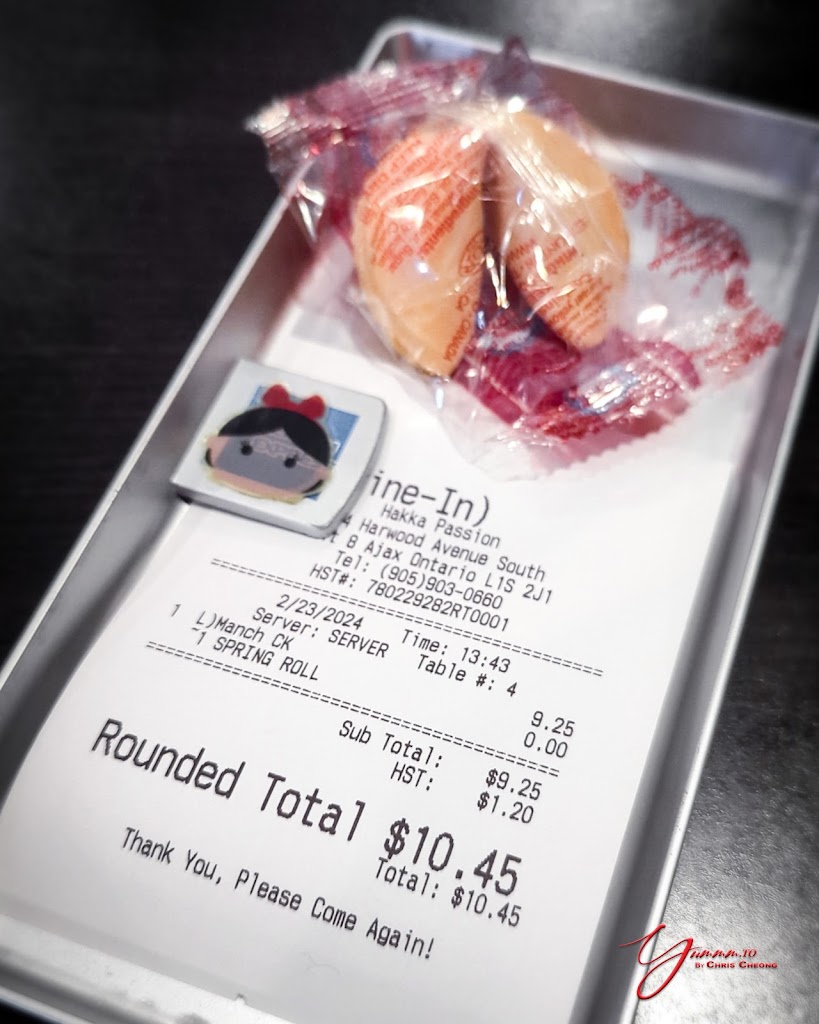 ine-In)
Hakka Passion
4 Harwood Avenue South
t 8 Ajax Ontario L1S 2J1
Tel: (905)903-0660
HST#: 780229282RT0001
2/23/2024 Time: 13:43
Server: SERVER Table #: 4
1 L)Manch CK 9.25
1 SPRING ROLL 0.00
Sub Total: $9.25
HST: $1.20
Rounded Total $10.45
Total: $10.45
Thank You, Please Come Again!
Yummm.to
BY CHRIS CHEONG